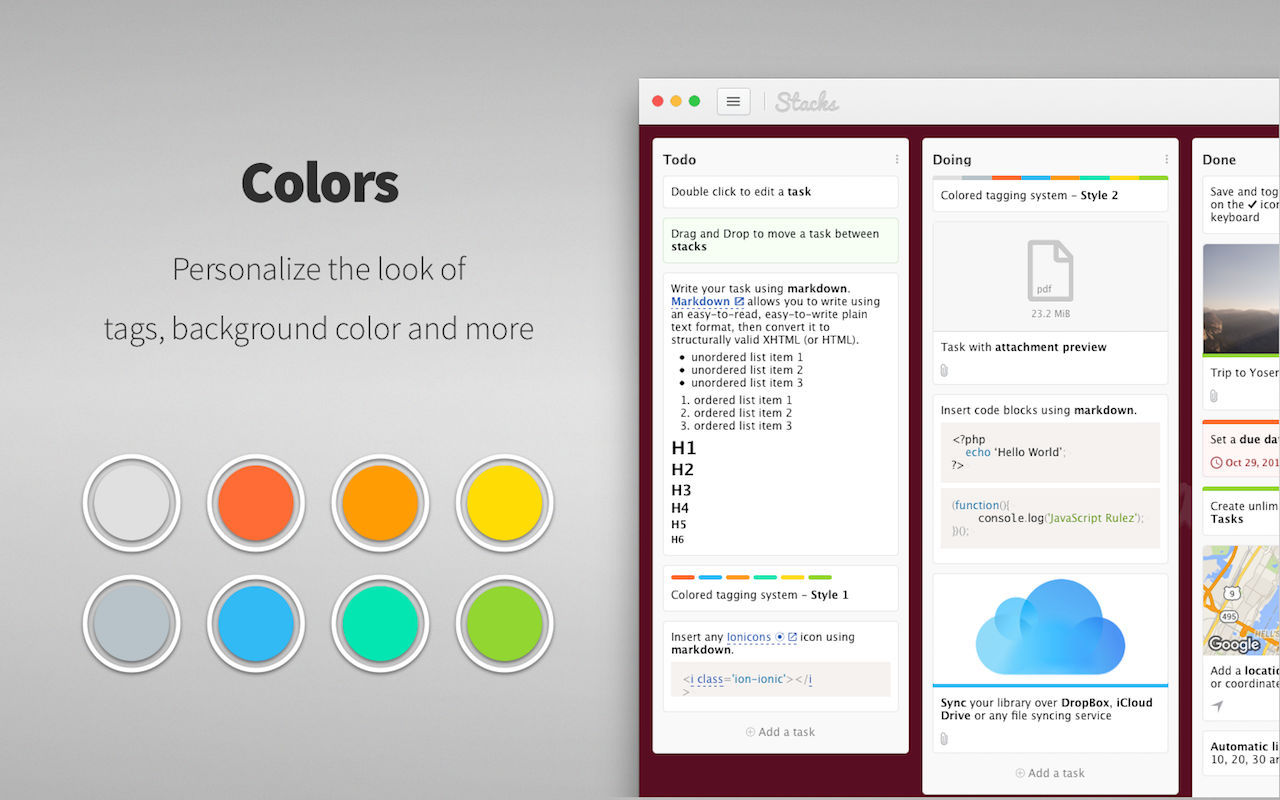 Colors
Personalize the look of
tags, background color and more
Stacks
Todo
Double click to edit a task
Drag and Drop to move a task between
stacks
Write your task using markdown.
Markdown allows you to write using
an easy-to-read, easy-to-write plain
text format, then convert it to
structurally valid XHTML (or HTML).
unordered list item 1
unordered list item 2
unordered list item 3
1. ordered list item 1
2. ordered list item 2
3. ordered list item 3
H1
H2
H3
H4
H5
H6
Colored tagging system – Style 1
Insert any Ionicons icon using
markdown.
<i class='ion-ionic'></i
>
Add a task
Doing
Colored tagging system – Style 2
pdf
23.2 MiB
Task with attachment preview
Insert code blocks using markdown.
<?php
echo 'Hello World';
?>
(function(){
console.log('JavaScript Rulez');
})();
Sync your library over DropBox, iCloud
Drive or any file syncing service
Add a task
Done
Save and tog
on the ✔ ico
keyboard
Trip to Yose
Set a due da
Oct 29, 201
Create unlim
Tasks
9
495
HELL'S
Google
Add a locati
or coordinate
Automatic li
10, 20, 30 a